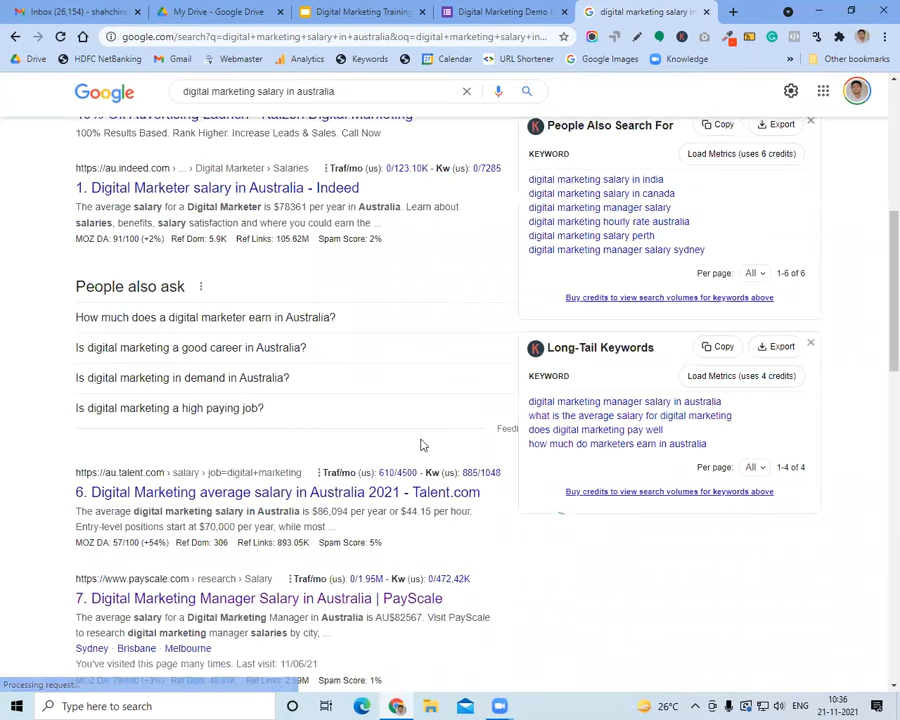 Inbox (26,154) - shahchira
My Drive - Google Drive
Digital Marketing Training
Digital Marketing Demo L
digital marketing salary in
google.com/search?q=digital+marketing+salary+in+australia&oq=digital+marketing+salary+in...
Drive
HDFC NetBanking
Gmail
Webmaster
Analytics
Keywords
Calendar
URL Shortener
Google Images
Knowledge
Other bookmarks
Google
digital marketing salary in australia
100% Results Based. Rank Higher. Increase Leads & Sales. Call Now
https://au.indeed.com › ... › Digital Marketer › Salaries
Traf/mo (us): 0/123.10K - Kw (us): 0/7285
1. Digital Marketer salary in Australia - Indeed
The average salary for a Digital Marketer is $78361 per year in Australia. Learn about
salaries, benefits, salary satisfaction and where you could earn the ...
MOZ DA: 91/100 (+2%) Ref Dom: 5.9K Ref Links: 105.62M Spam Score: 2%
People also ask
How much does a digital marketer earn in Australia?
Is digital marketing a good career in Australia?
Is digital marketing in demand in Australia?
Is digital marketing a high paying job?
https://au.talent.com › salary › job=digital+marketing
Traf/mo (us): 610/4500 - Kw (us): 885/1048
6. Digital Marketing average salary in Australia 2021 - Talent.com
The average digital marketing salary in Australia is $86,094 per year or $44.15 per hour.
Entry-level positions start at $70,000 per year, while most ...
MOZ DA: 57/100 (+54%) Ref Dom: 306 Ref Links: 893.05K Spam Score: 5%
https://www.payscale.com › research › Salary
Traf/mo (us): 0/1.95M - Kw (us): 0/472.42K
7. Digital Marketing Manager Salary in Australia | PayScale
The average salary for a Digital Marketing Manager in Australia is AU$82567. Visit PayScale
to research digital marketing manager salaries by city, ...
Sydney · Brisbane · Melbourne
You've visited this page many times. Last visit: 11/06/21
Spam Score: 1%
Processing request...
People Also Search For
Copy
Export
KEYWORD
Load Metrics (uses 6 credits)
digital marketing salary in india
digital marketing salary in canada
digital marketing manager salary
digital marketing hourly rate australia
digital marketing salary perth
digital marketing manager salary sydney
Per page: All
1-6 of 6
Buy credits to view search volumes for keywords above
Long-Tail Keywords
Copy
Export
KEYWORD
Load Metrics (uses 4 credits)
digital marketing manager salary in australia
what is the average salary for digital marketing
does digital marketing pay well
how much do marketers earn in australia
Per page: All
1-4 of 4
Buy credits to view search volumes for keywords above
Type here to search
26°C
ENG
10:36
21-11-2021